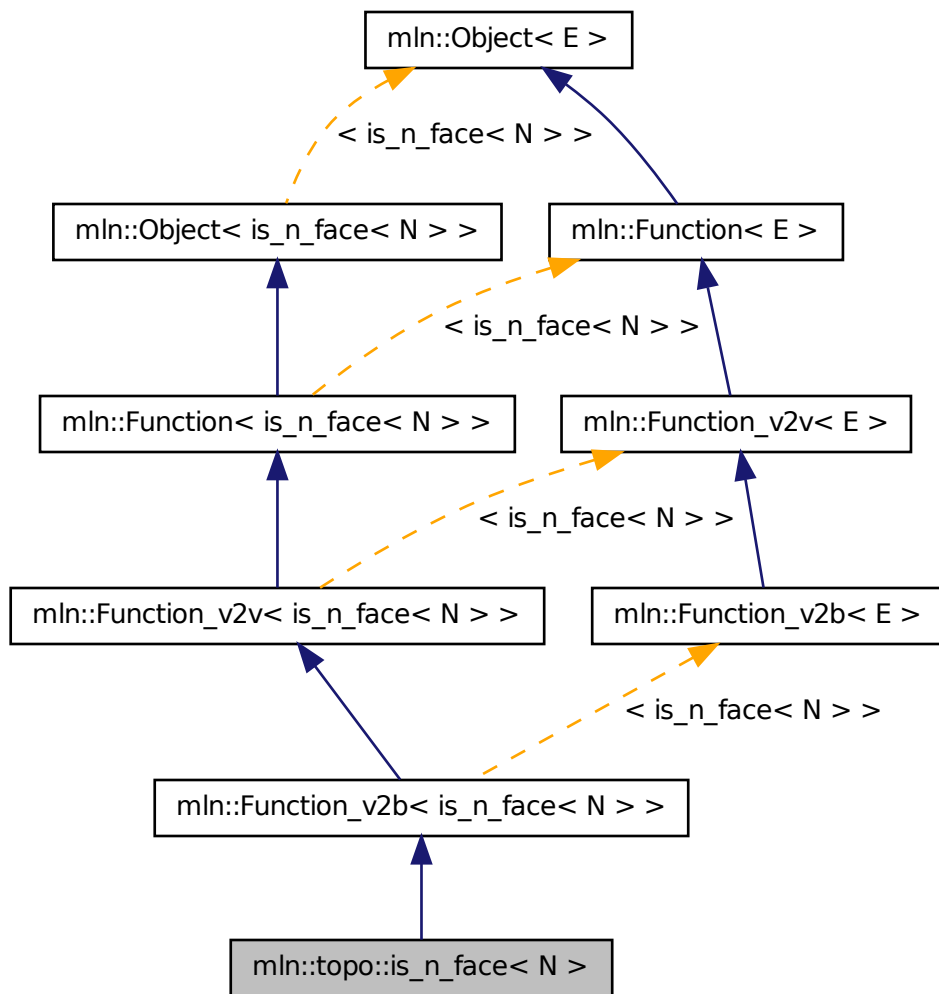 mln::Object< E >
< is_n_face< N > >
mln::Object< is_n_face< N > >
mln::Function< E >
< is_n_face< N > >
mln::Function< is_n_face< N > >
mln::Function_v2v< E >
< is_n_face< N > >
mln::Function_v2v< is_n_face< N > >
mln::Function_v2b< E >
< is_n_face< N > >
mln::Function_v2b< is_n_face< N > >
mln::topo::is_n_face< N >